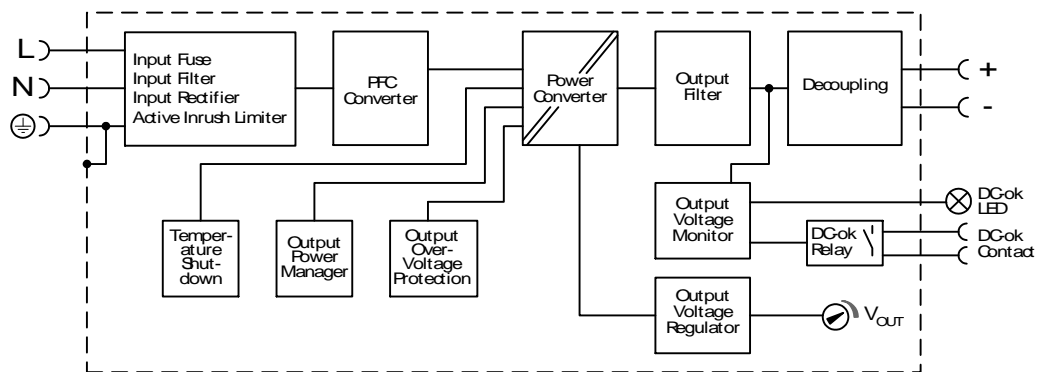 L
N
Input Fuse
Input Filter
Input Rectifier
Active Inrush Limiter
PFC
Converter
Power
Converter
Output
Filter
Decoupling
+
-
Temper-
ature
Shut-
down
Output
Power
Manager
Output
Over-
Voltage
Protection
Output
Voltage
Monitor
DC-ok
LED
DC-ok
Relay
DC-ok
Contact
Output
Voltage
Regulator
VOUT